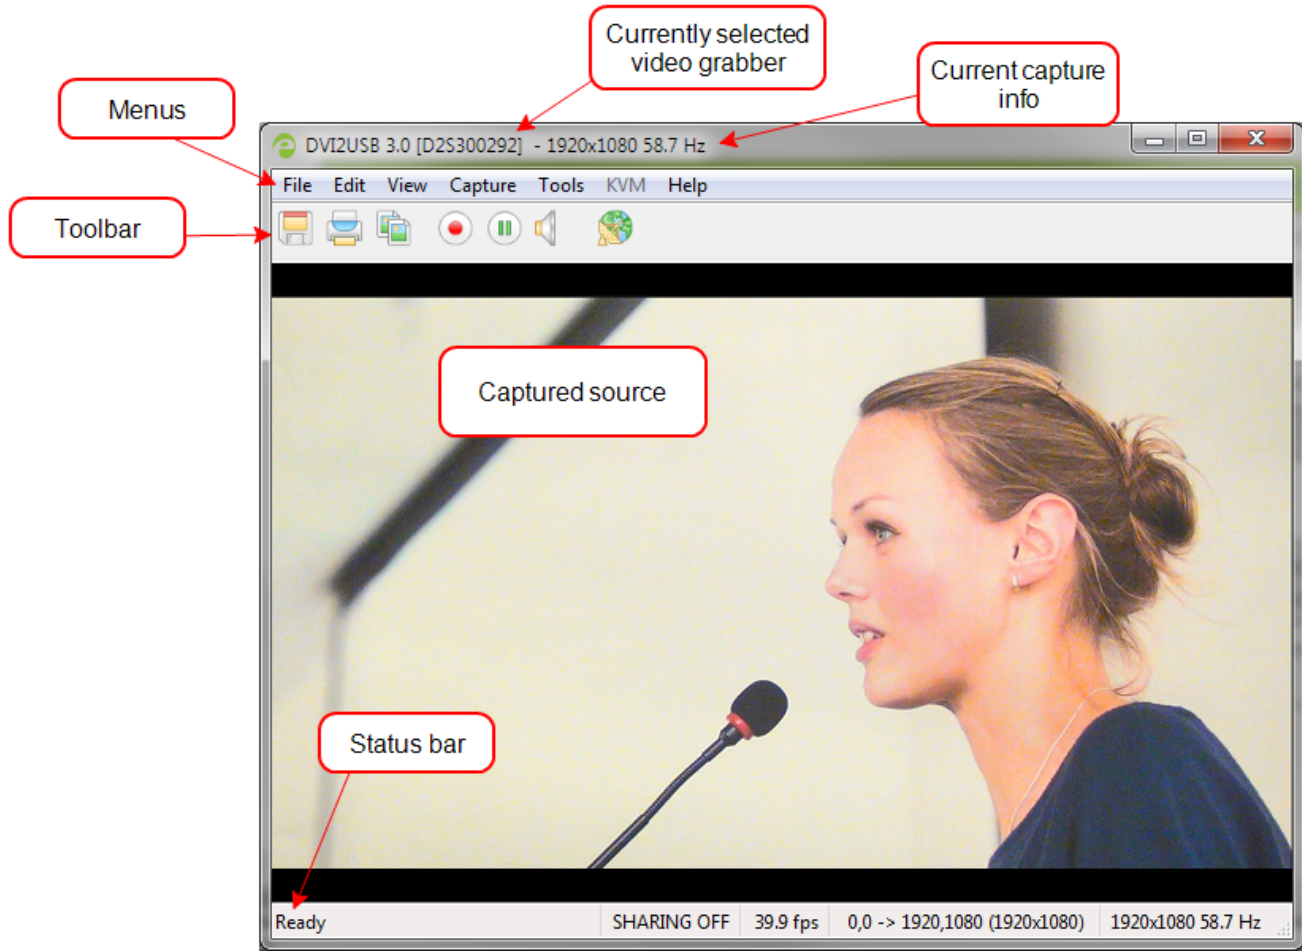 Currently selected
video grabber
Current capture
info
Menus
DVI2USB 3.0 [D2S300292] - 1920x1080 58.7 Hz
File Edit View Capture Tools KVM Help
Toolbar
Captured source
Status bar
Ready SHARING OFF 39.9 fps 0,0 -> 1920,1080 (1920x1080) 1920x1080 58.7 Hz